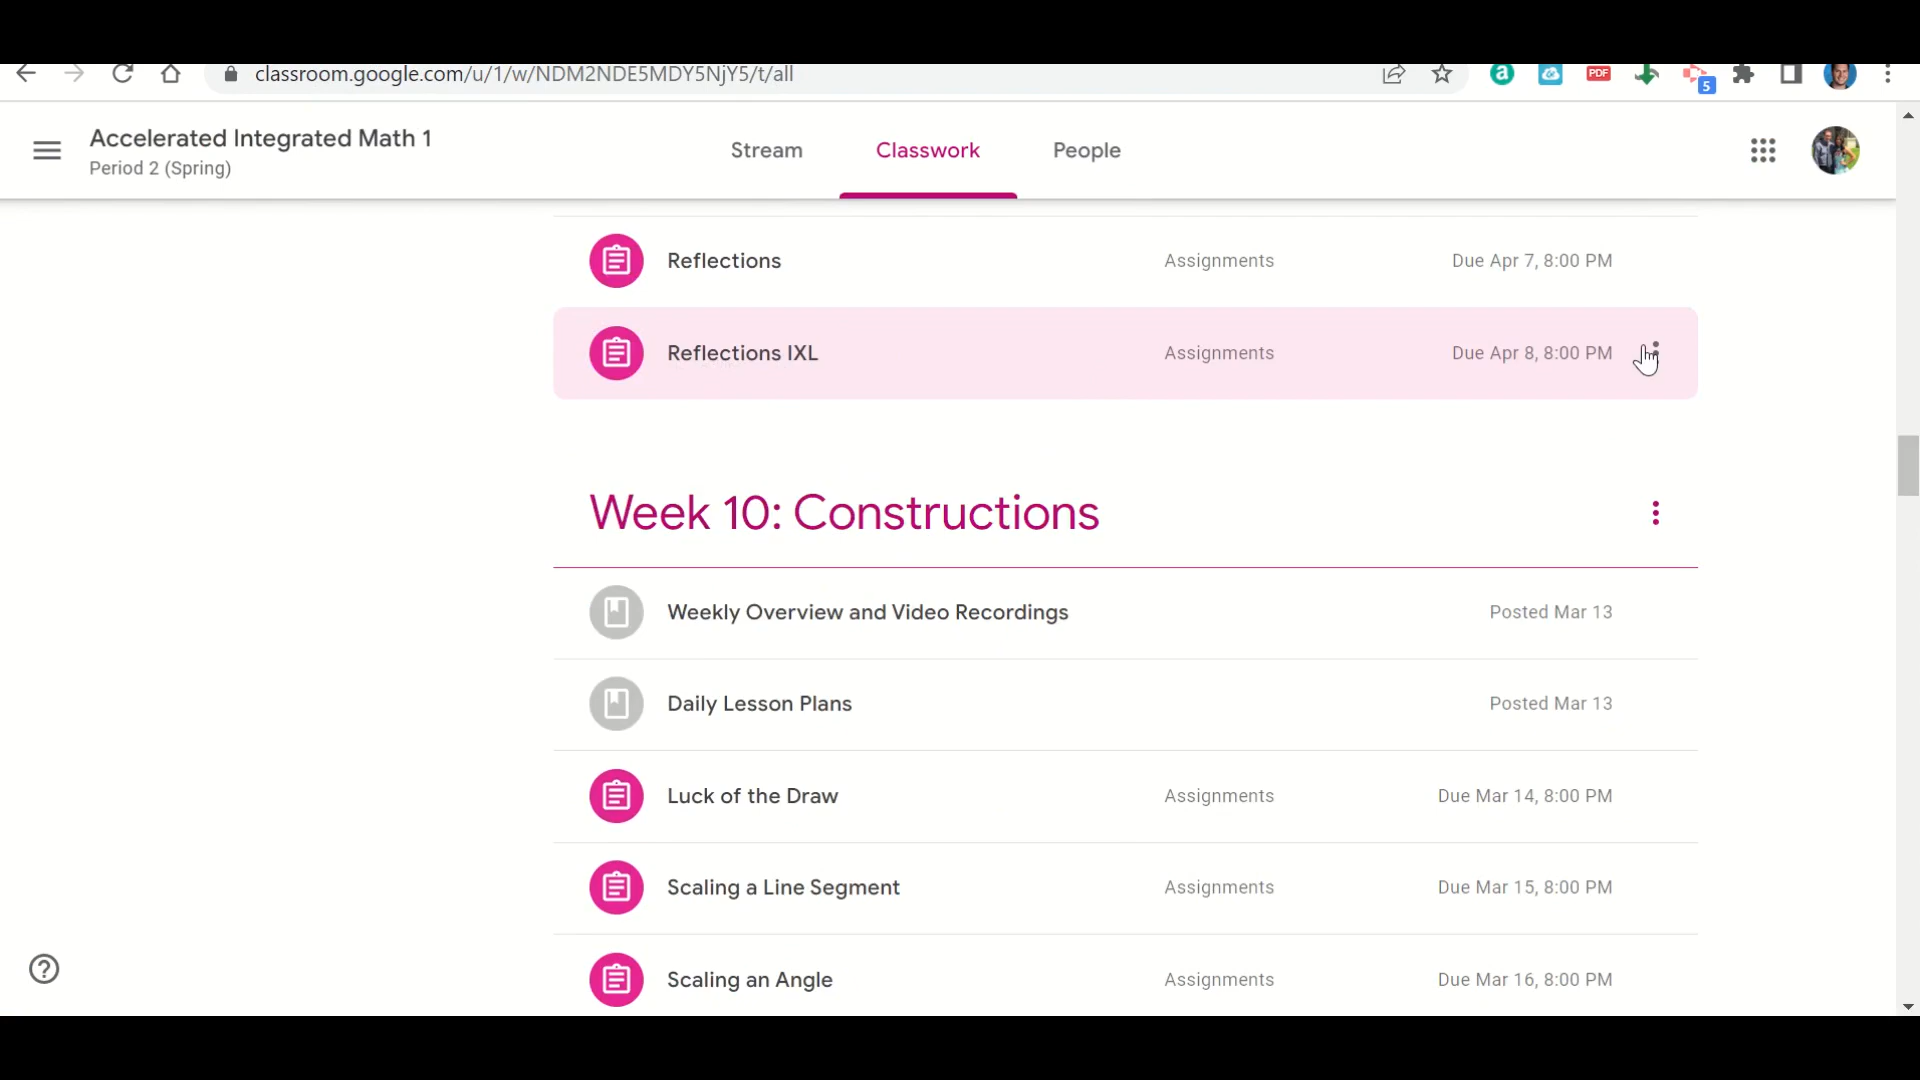 classroom.google.com/u/1/w/NDM2NDE5MDY5NjY5/t/all
PDF
5
Accelerated Integrated Math 1
Period 2 (Spring)
Stream
Classwork
People
Reflections
Assignments
Due Apr 7, 8:00 PM
Reflections IXL
Assignments
Due Apr 8, 8:00 PM
Week 10: Constructions
Weekly Overview and Video Recordings
Posted Mar 13
Daily Lesson Plans
Posted Mar 13
Luck of the Draw
Assignments
Due Mar 14, 8:00 PM
Scaling a Line Segment
Assignments
Due Mar 15, 8:00 PM
Scaling an Angle
Assignments
Due Mar 16, 8:00 PM